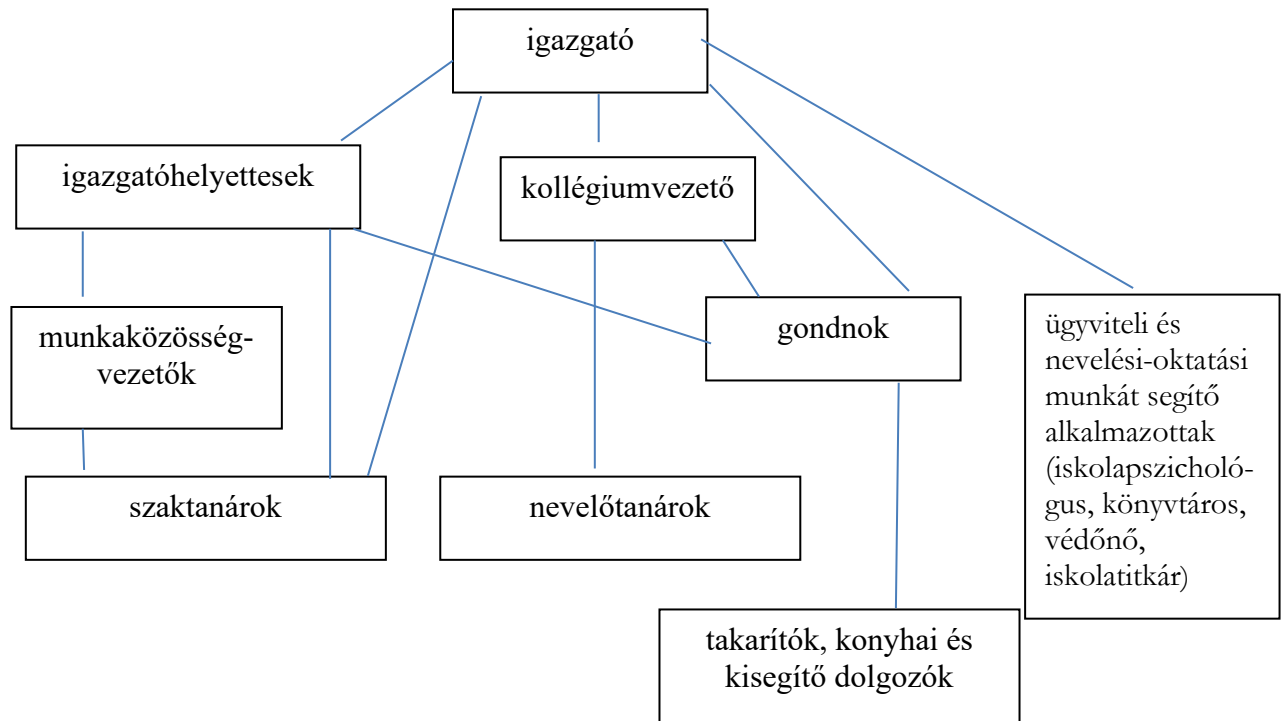 igazgató
igazgatóhelyettesek
kollégiumvezető
munkaközösség-
vezetők
gondnok
ügyviteli és
nevelési-oktatási
munkát segítő
alkalmazottak
(iskolapszicholó-
gus, könyvtáros,
védőnő,
iskolatitkár)
szaktanárok
nevelőtanárok
takarítók, konyhai és
kisegítő dolgozók